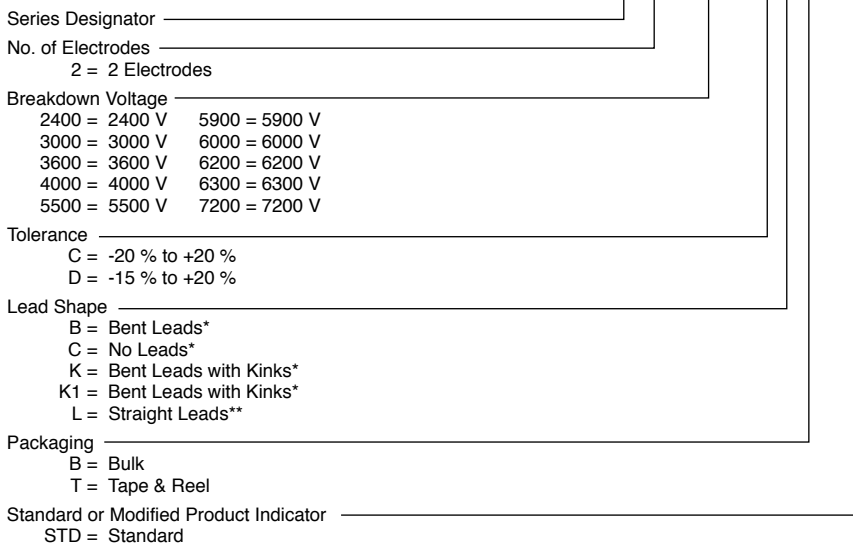 Series Designator
No. of Electrodes
2 = 2 Electrodes
Breakdown Voltage
2400 = 2400 V 5900 = 5900 V
3000 = 3000 V 6000 = 6000 V
3600 = 3600 V 6200 = 6200 V
4000 = 4000 V 6300 = 6300 V
5500 = 5500 V 7200 = 7200 V
Tolerance
C = -20 % to +20 %
D = -15 % to +20 %
Lead Shape
B = Bent Leads*
C = No Leads*
K = Bent Leads with Kinks*
K1 = Bent Leads with Kinks*
L = Straight Leads**
Packaging
B = Bulk
T = Tape & Reel
Standard or Modified Product Indicator
STD = Standard